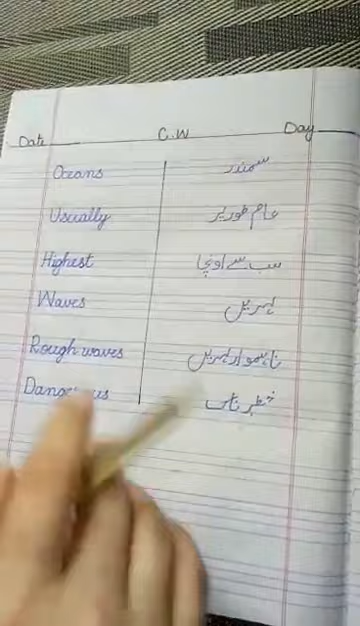 Date C.W Day
Oceans سمندر
Usually عام طور پر
Highest سب سے اونچا
Waves لہریں
Rough waves ناہموار لہریں
Dangerous خطرناک